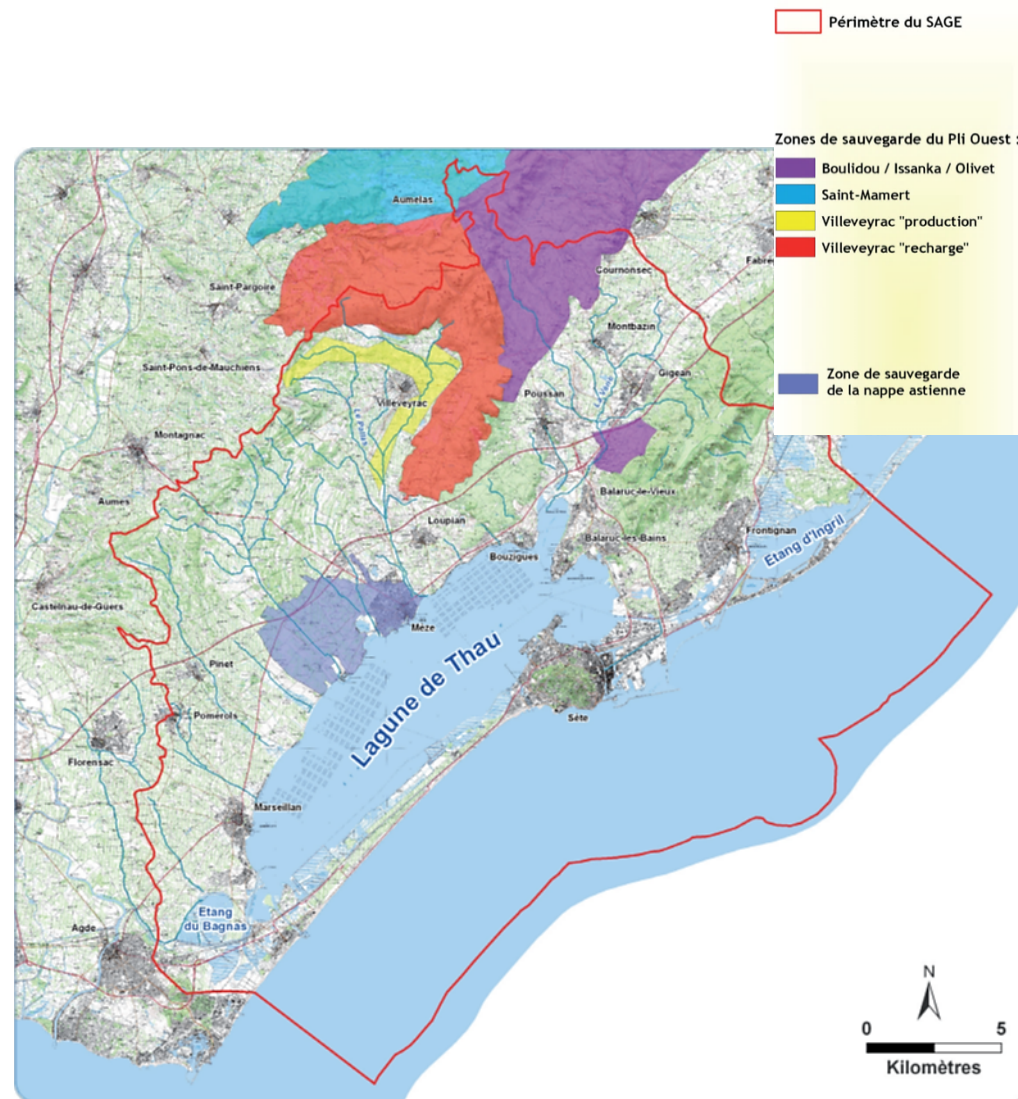 Périmètre du SAGE
Zones de sauvegarde du Pli Ouest :
Boulidou / Issanka / Olivet
Saint-Mamert
Villeveyrac "production"
Villeveyrac "recharge"
Zone de sauvegarde
de la nappe astienne
Aumelas
Saint-Pargoire
Cournonsec
Fabre
Montbazin
Saint-Pons-de-Mauchiens
Gigean
Villeveyrac
Poussan
Montagnac
Aumes
Balaruc-le-Vieux
Loupian
Balaruc-les-Bains
Frontignan
Etang d'Ingril
Bouzigues
Castelnau-de-Guers
Mèze
Pinet
Lagune de Thau
Pomerols
Sète
Florensac
Marseillan
Etang
du Bagnas
Agde
N
0 5
Kilomètres